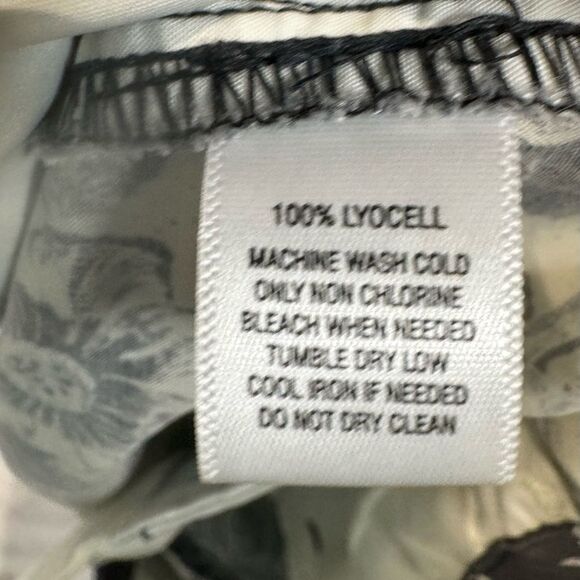 100% LYOCELL
MACHINE WASH COLD
ONLY NON CHLORINE
BLEACH WHEN NEEDED
TUMBLE DRY LOW
COOL IRON IF NEEDED
DO NOT DRY CLEAN